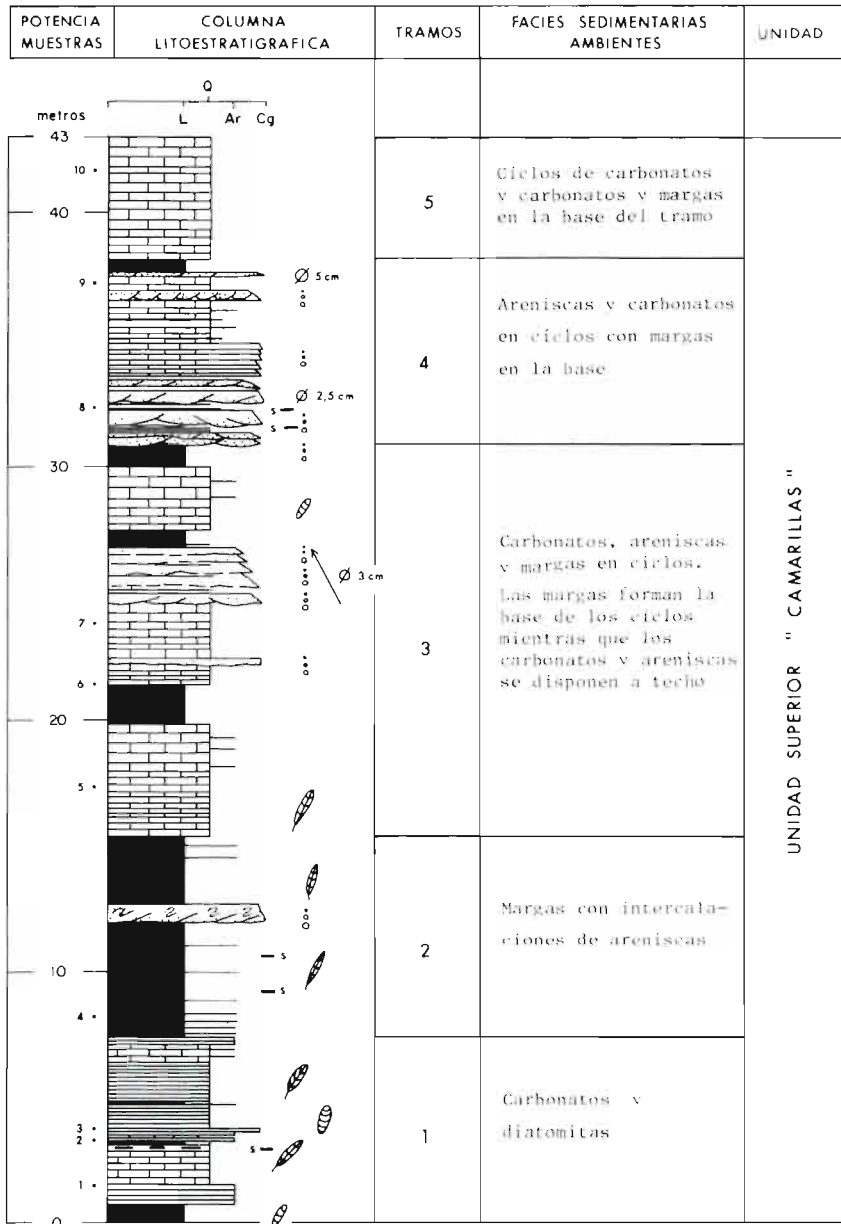 POTENCIA
MUESTRAS
COLUMNA
LITOESTRATIGRAFICA
TRAMOS
FACIES SEDIMENTARIAS
AMBIENTES
UNIDAD
Q
metros
L Ar Cg
43
10
40
5
Ciclos de carbonatos
y carbonatos y margas
en la base del tramo
9
Ø 5 cm
4
Areniscas y carbonatos
en ciclos con margas
en la base
8
s
Ø 2,5 cm
s
30
Ø 3 cm
7
6
20
5
3
Carbonatos, areniscas
y margas en ciclos.
Las margas forman la
base de los ciclos
mientras que los
carbonatos y areniscas
se disponen a techo
UNIDAD SUPERIOR " CAMARILLAS "
2
Margas con intercala-
ciones de areniscas
s
10
s
4
3
2
s
1
0
1
Carbonatos y
diatomitas